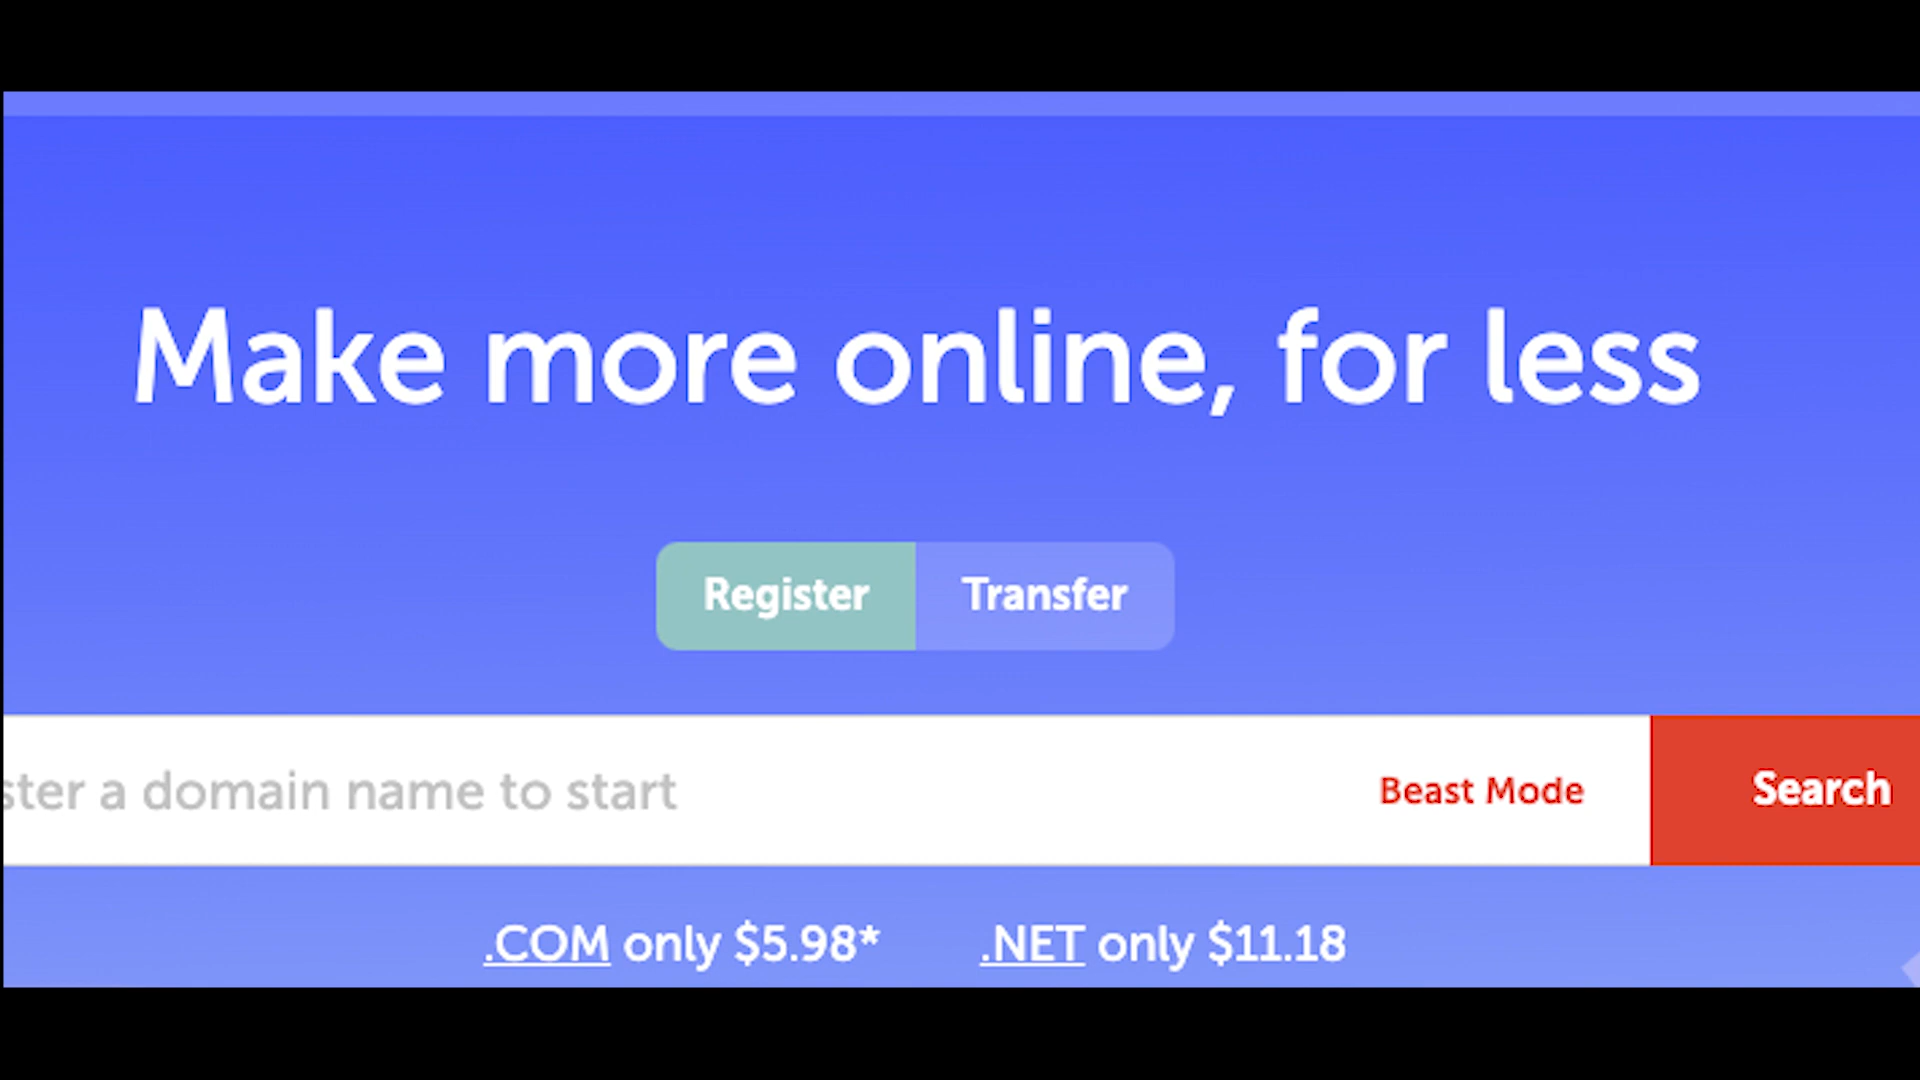 Make more online, for less
Register Transfer
ster a domain name to start Beast Mode Search
.COM only $5.98* .NET only $11.18